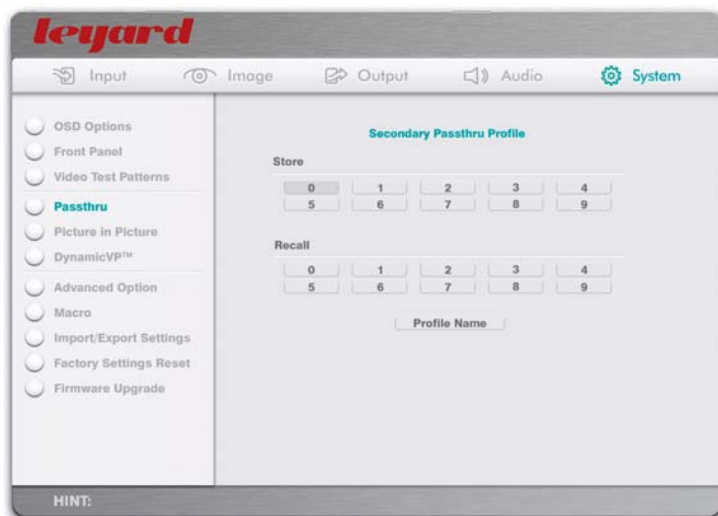 leyard
Input Image Output Audio System
OSD Options
Front Panel
Video Test Patterns
Passthru
Picture in Picture
DynamicVP™
Advanced Option
Macro
Import/Export Settings
Factory Settings Reset
Firmware Upgrade
Secondary Passthru Profile
Store
0 1 2 3 4
5 6 7 8 9
Recall
0 1 2 3 4
5 6 7 8 9
Profile Name
HINT: